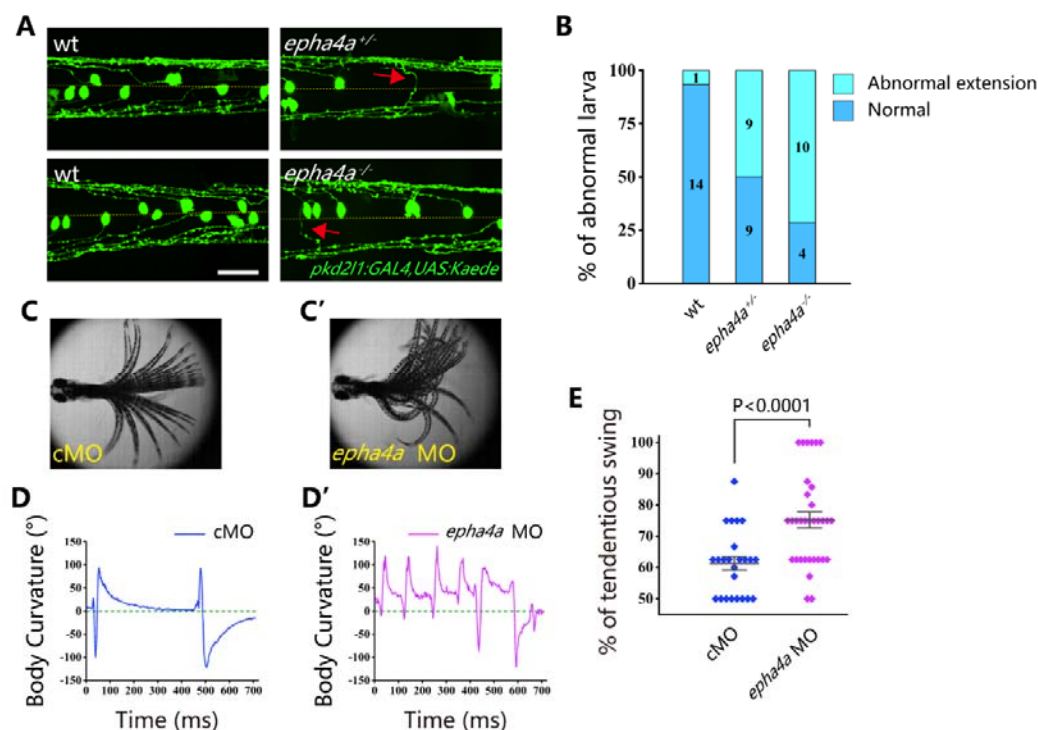 A
wt
epha4a+/-
wt
epha4a-/-
pkd2l1:GAL4,UAS:Kaede
B
% of abnormal larva
100
75
50
25
0
1
14
9
9
10
4
wt
epha4a+/-
epha4a-/-
Abnormal extension
Normal
C
cMO
C'
epha4a MO
D
cMO
Body Curvature (°)
150
100
50
0
-50
-100
-150
0 100 200 300 400 500 600 700
Time (ms)
D'
epha4a MO
Body Curvature (°)
150
100
50
0
-50
-100
-150
0 100 200 300 400 500 600 700
Time (ms)
E
P<0.0001
% of tendentious swing
100
90
80
70
60
50
cMO
epha4a MO